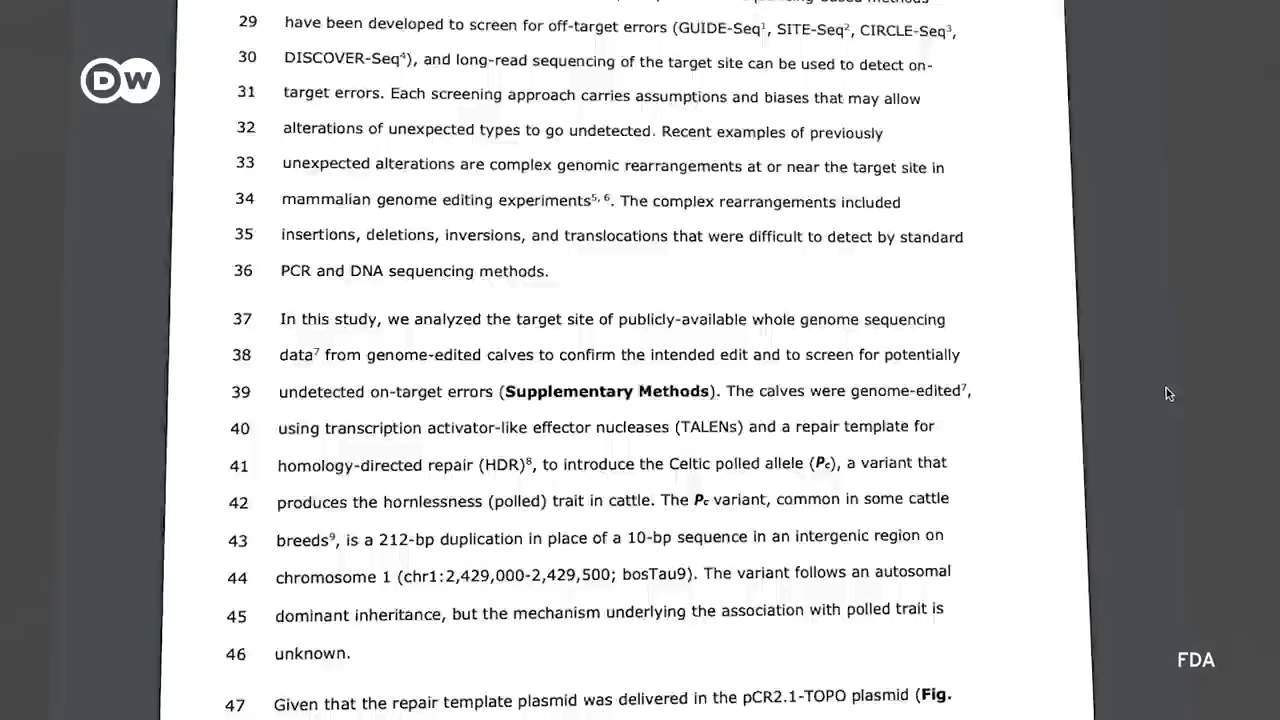 29 have been developed to screen for off-target errors (GUIDE-Seq¹, SITE-Seq², CIRCLE-Seq³,
30 DISCOVER-Seq⁴), and long-read sequencing of the target site can be used to detect on-
31 target errors. Each screening approach carries assumptions and biases that may allow
32 alterations of unexpected types to go undetected. Recent examples of previously
33 unexpected alterations are complex genomic rearrangements at or near the target site in
34 mammalian genome editing experiments⁵, ⁶. The complex rearrangements included
35 insertions, deletions, inversions, and translocations that were difficult to detect by standard
36 PCR and DNA sequencing methods.
37 In this study, we analyzed the target site of publicly-available whole genome sequencing
38 data⁷ from genome-edited calves to confirm the intended edit and to screen for potentially
39 undetected on-target errors (Supplementary Methods). The calves were genome-edited⁷,
40 using transcription activator-like effector nucleases (TALENs) and a repair template for
41 homology-directed repair (HDR)⁸, to introduce the Celtic polled allele (Pc), a variant that
42 produces the hornlessness (polled) trait in cattle. The Pc variant, common in some cattle
43 breeds⁹, is a 212-bp duplication in place of a 10-bp sequence in an intergenic region on
44 chromosome 1 (chr1:2,429,000-2,429,500; bosTau9). The variant follows an autosomal
45 dominant inheritance, but the mechanism underlying the association with polled trait is
46 unknown.
47 Given that the repair template plasmid was delivered in the pCR2.1-TOPO plasmid (Fig.
DW
FDA